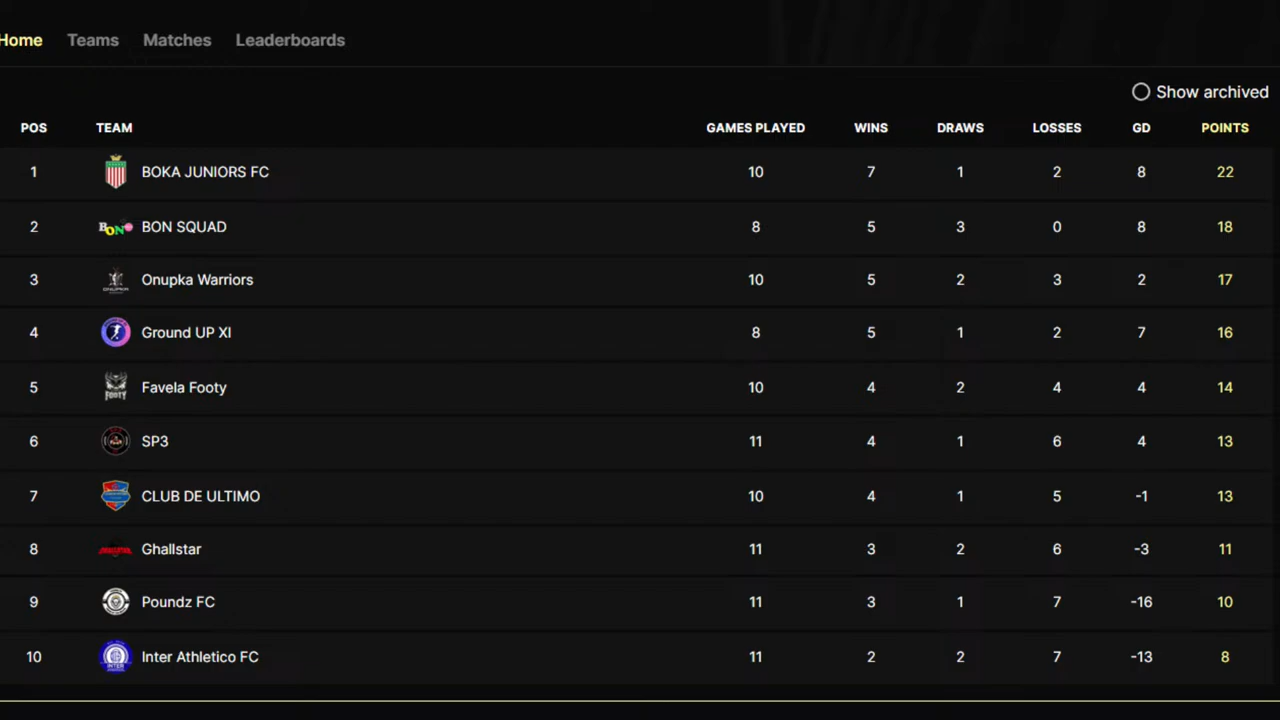 Home Teams Matches Leaderboards
Show archived
POS TEAM GAMES PLAYED WINS DRAWS LOSSES GD POINTS
1 BOKA JUNIORS FC 10 7 1 2 8 22
2 BON BON SQUAD 8 5 3 0 8 18
3 ONUPKA Onupka Warriors 10 5 2 3 2 17
4 Ground UP XI 8 5 1 2 7 16
5 FOOTY Favela Footy 10 4 2 4 4 14
6 SP3 11 4 1 6 4 13
7 CLUB DE ULTIMO 10 4 1 5 -1 13
8 Ghallstar 11 3 2 6 -3 11
9 Poundz FC 11 3 1 7 -16 10
10 INTER Inter Athletico FC 11 2 2 7 -13 8